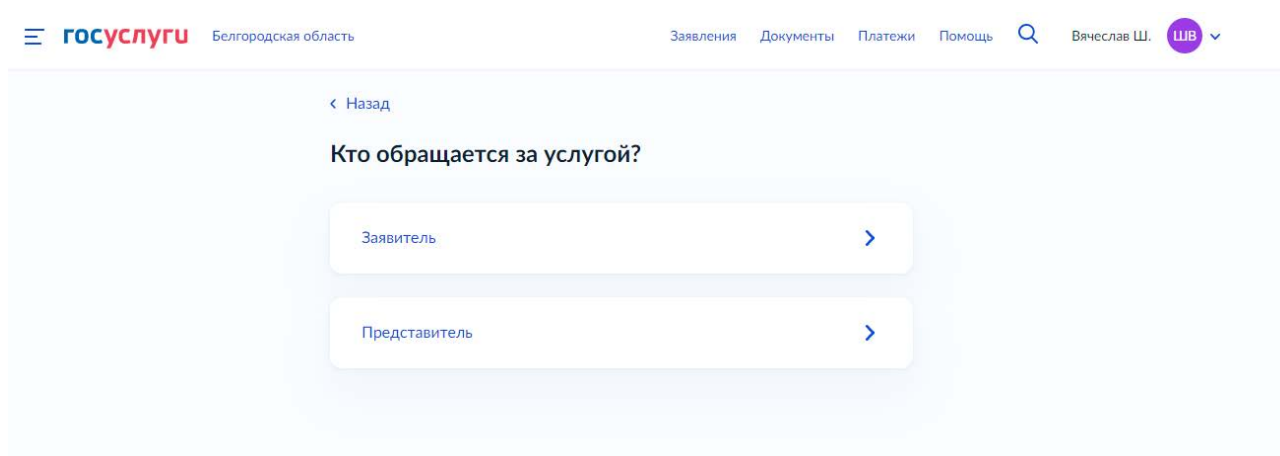 госуслуги Белгородская область Заявления Документы Платежи Помощь Вячеслав Ш. ШВ
Назад
Кто обращается за услугой?
Заявитель
Представитель